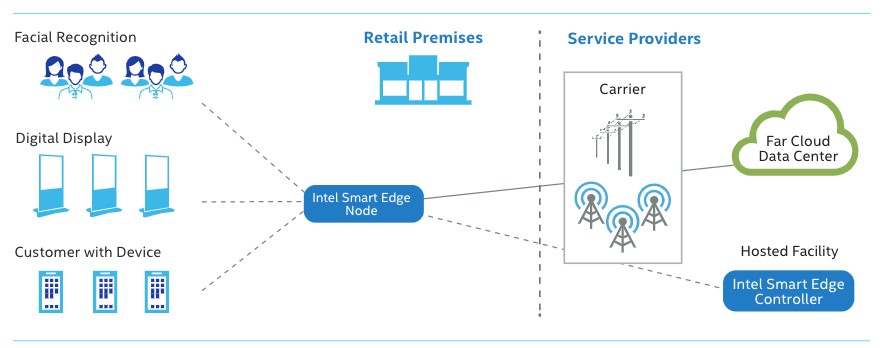 Facial Recognition
Retail Premises
Service Providers
Carrier
Digital Display
Far Cloud
Data Center
Intel Smart Edge
Node
Customer with Device
Hosted Facility
Intel Smart Edge
Controller